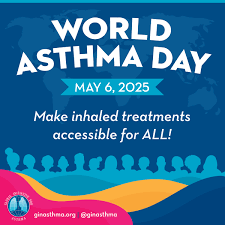 WORLD
ASTHMA DAY
MAY 6, 2025
Make inhaled treatments
accessible for ALL!
ginasthma.org @ginasthma